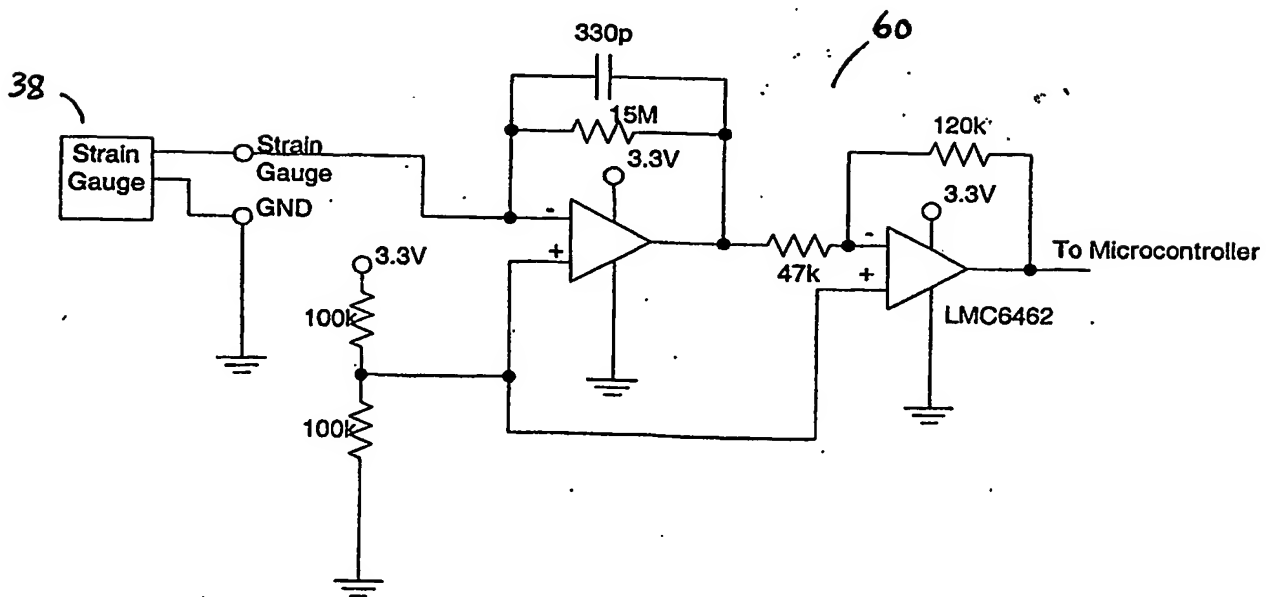 330p
60
38
15M
120k
Strain
Gauge
Strain
Gauge
3.3V
3.3V
GND
-
+
3.3V
-
+
47k
To Microcontroller
100k
LMC6462
100k